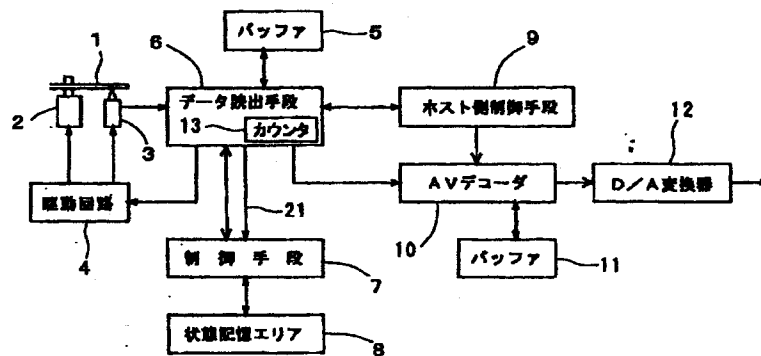 バッファ
5
6
9
1
データ読出手段
ホスト側制御手段
2
3
13
カウンタ
12
AVデコーダ
D/A変換器
駆動回路
21
10
4
制御手段
バッファ
11
7
状態記憶エリア
8